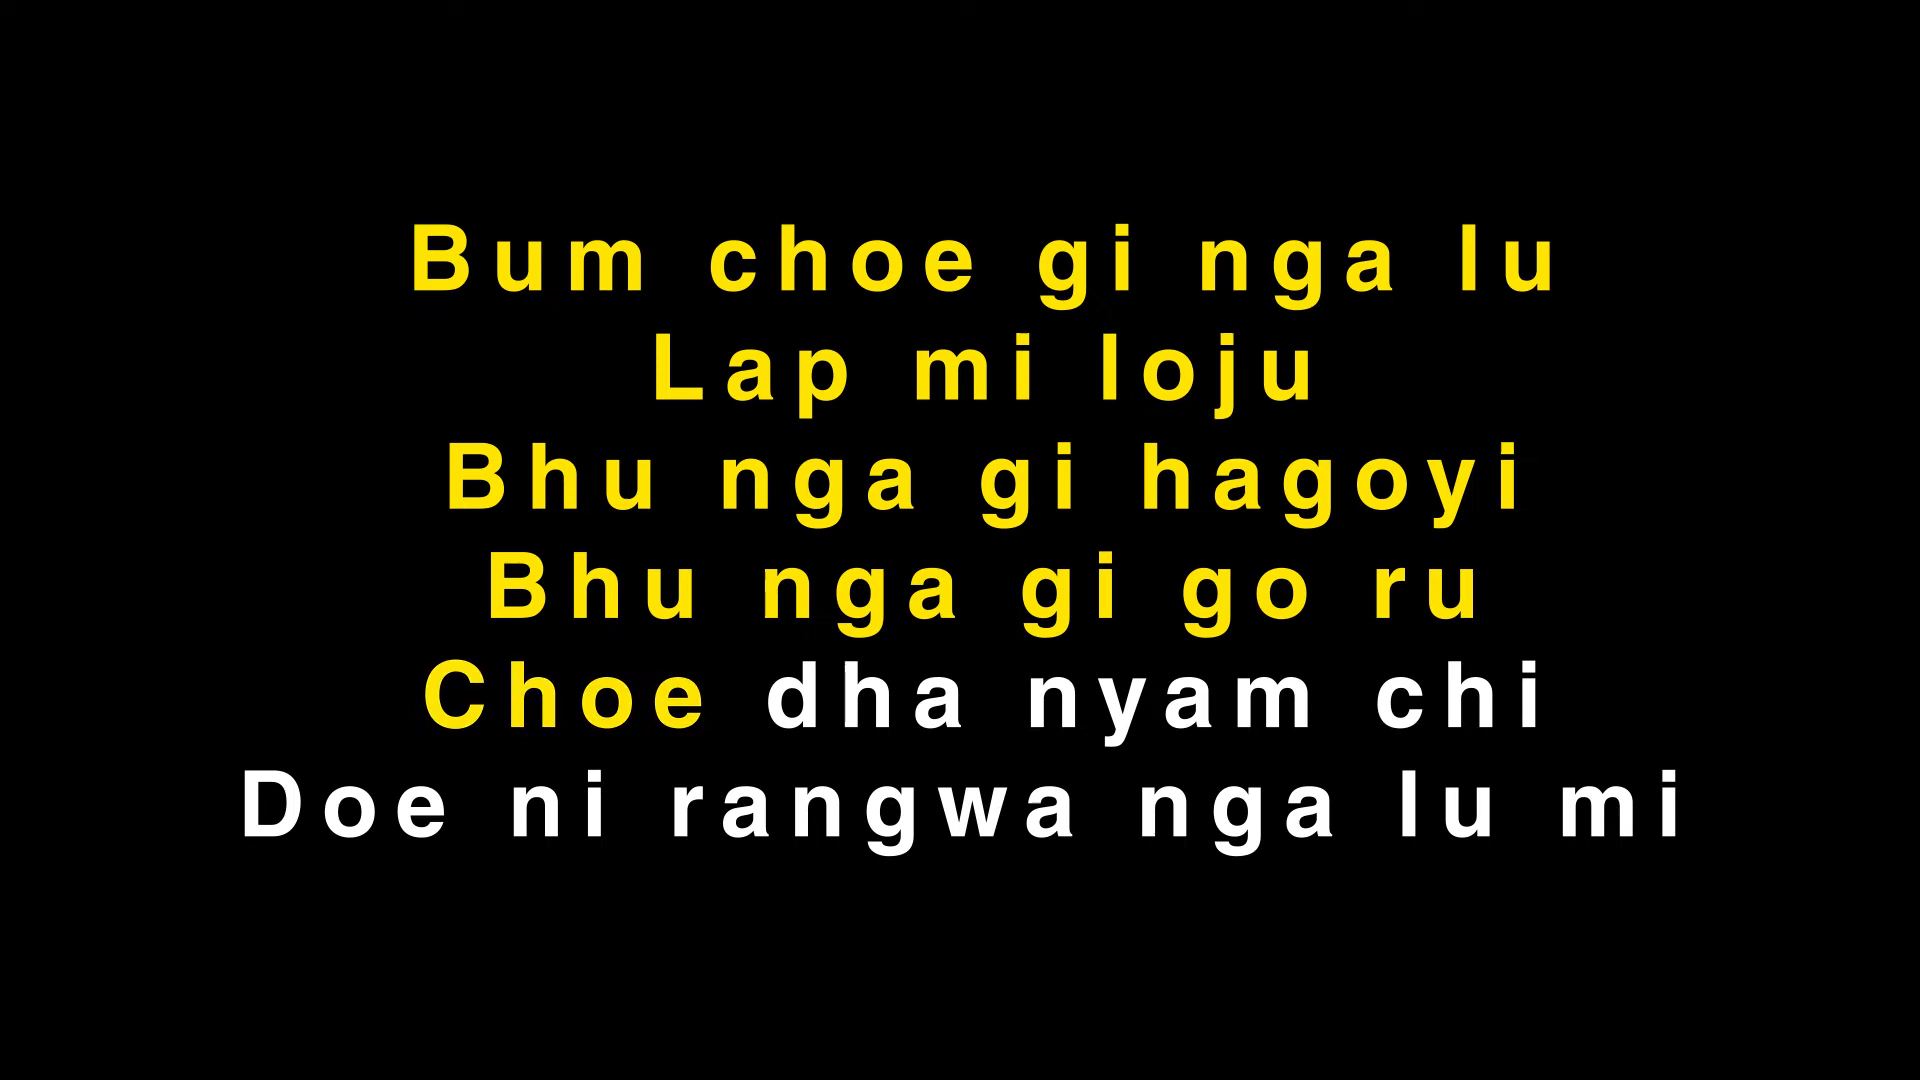 Bum choe gi nga lu
Lap mi loju
Bhu nga gi hagoyi
Bhu nga gi go ru
Choe dha nyam chi
Doe ni rangwa nga lu mi